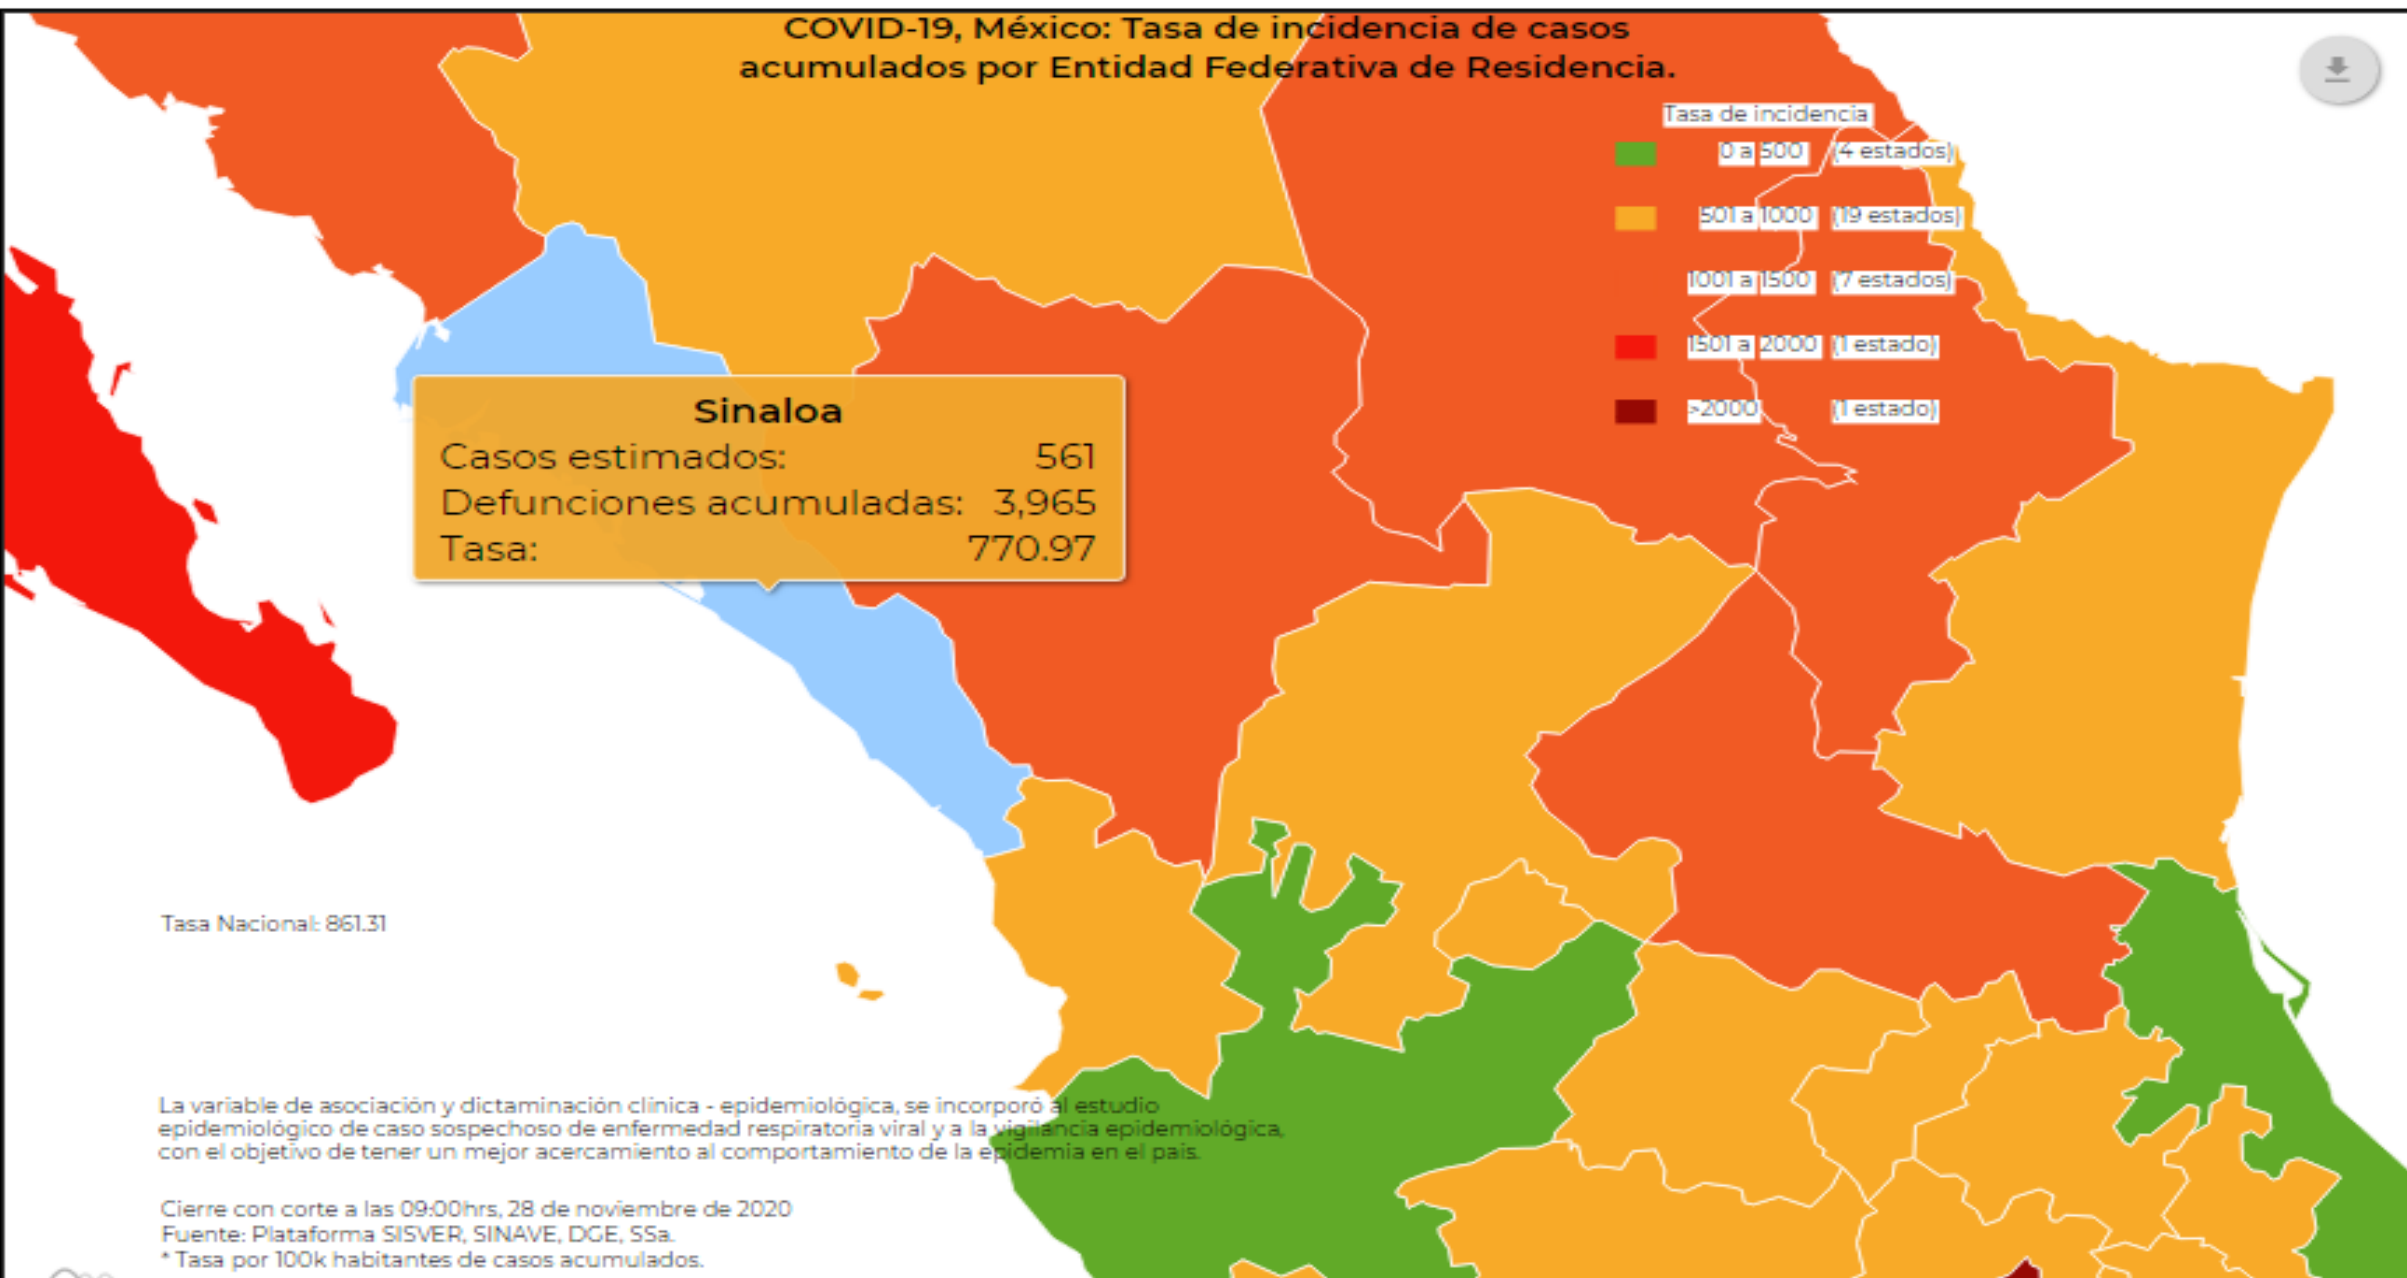 COVID-19, México: Tasa de incidencia de casos
acumulados por Entidad Federativa de Residencia.
Tasa de incidencia
0 a 500 (4 estados)
501 a 1000 (19 estados)
1001 a 1500 (7 estados)
1501 a 2000 (1 estado)
>2000 (1 estado)
Sinaloa
Casos estimados: 561
Defunciones acumuladas: 3,965
Tasa: 770.97
Tasa Nacional: 861.31
La variable de asociación y dictaminación clínica - epidemiológica, se incorporó al estudio
epidemiológico de caso sospechoso de enfermedad respiratoria viral y a la vigilancia epidemiológica,
con el objetivo de tener un mejor acercamiento al comportamiento de la epidemia en el país.
Cierre con corte a las 09:00hrs, 28 de noviembre de 2020
Fuente: Plataforma SISVER, SINAVE, DGE, SSa.
* Tasa por 100k habitantes de casos acumulados.